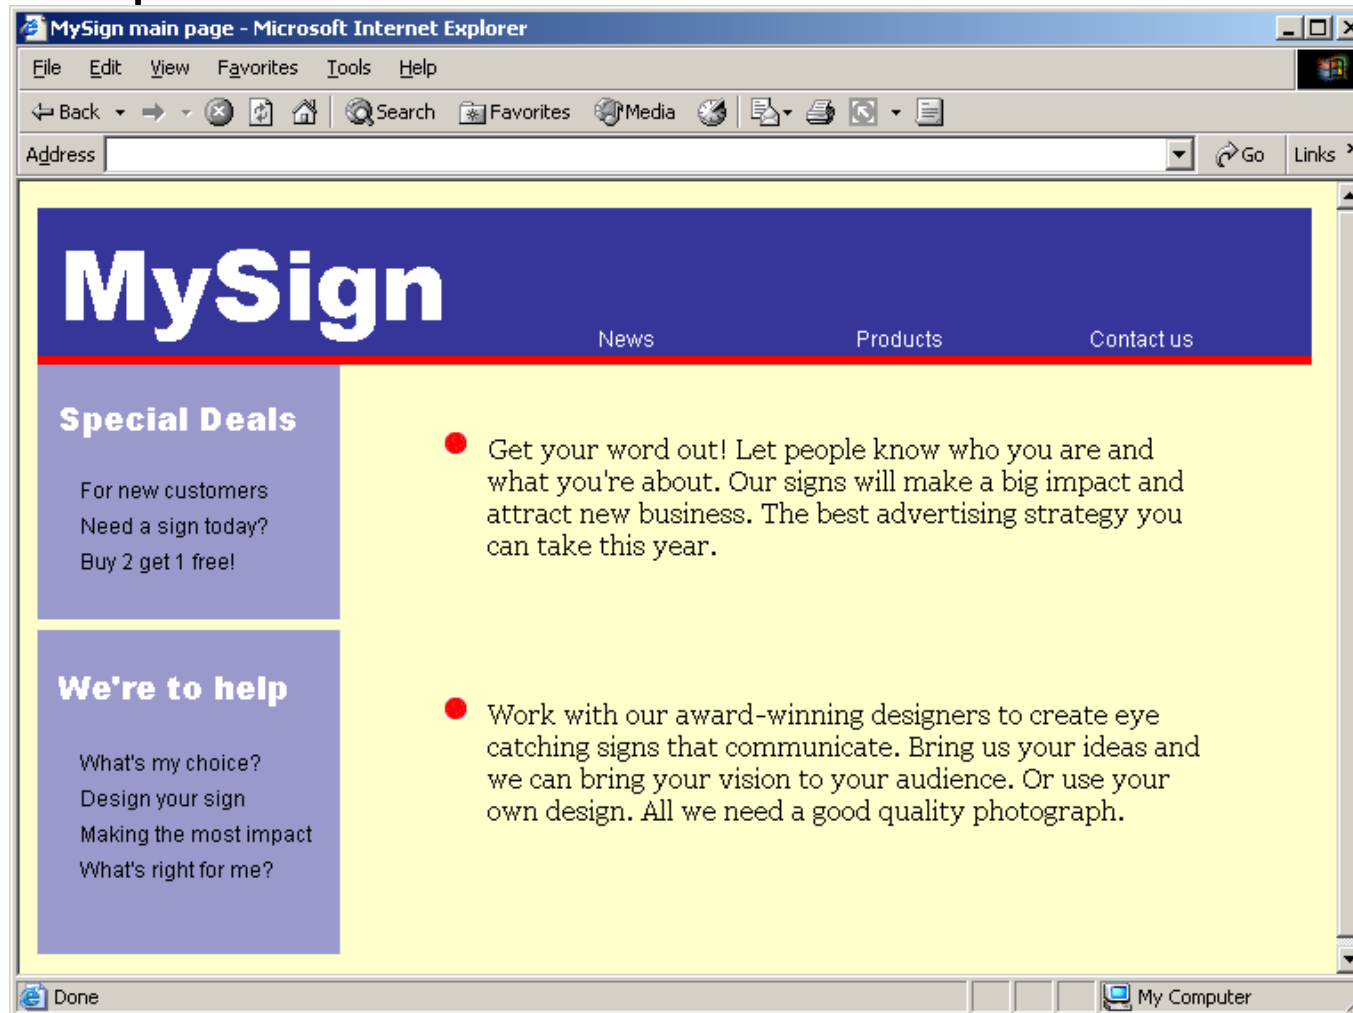 MySign main page - Microsoft Internet Explorer
File Edit View Favorites Tools Help
Back Search Favorites Media
Address Go Links
MySign
News Products Contact us
Special Deals
For new customers
Need a sign today?
Buy 2 get 1 free!
Get your word out! Let people know who you are and
what you're about. Our signs will make a big impact and
attract new business. The best advertising strategy you
can take this year.
We're to help
What's my choice?
Design your sign
Making the most impact
What's right for me?
Work with our award-winning designers to create eye
catching signs that communicate. Bring us your ideas and
we can bring your vision to your audience. Or use your
own design. All we need a good quality photograph.
Done My Computer